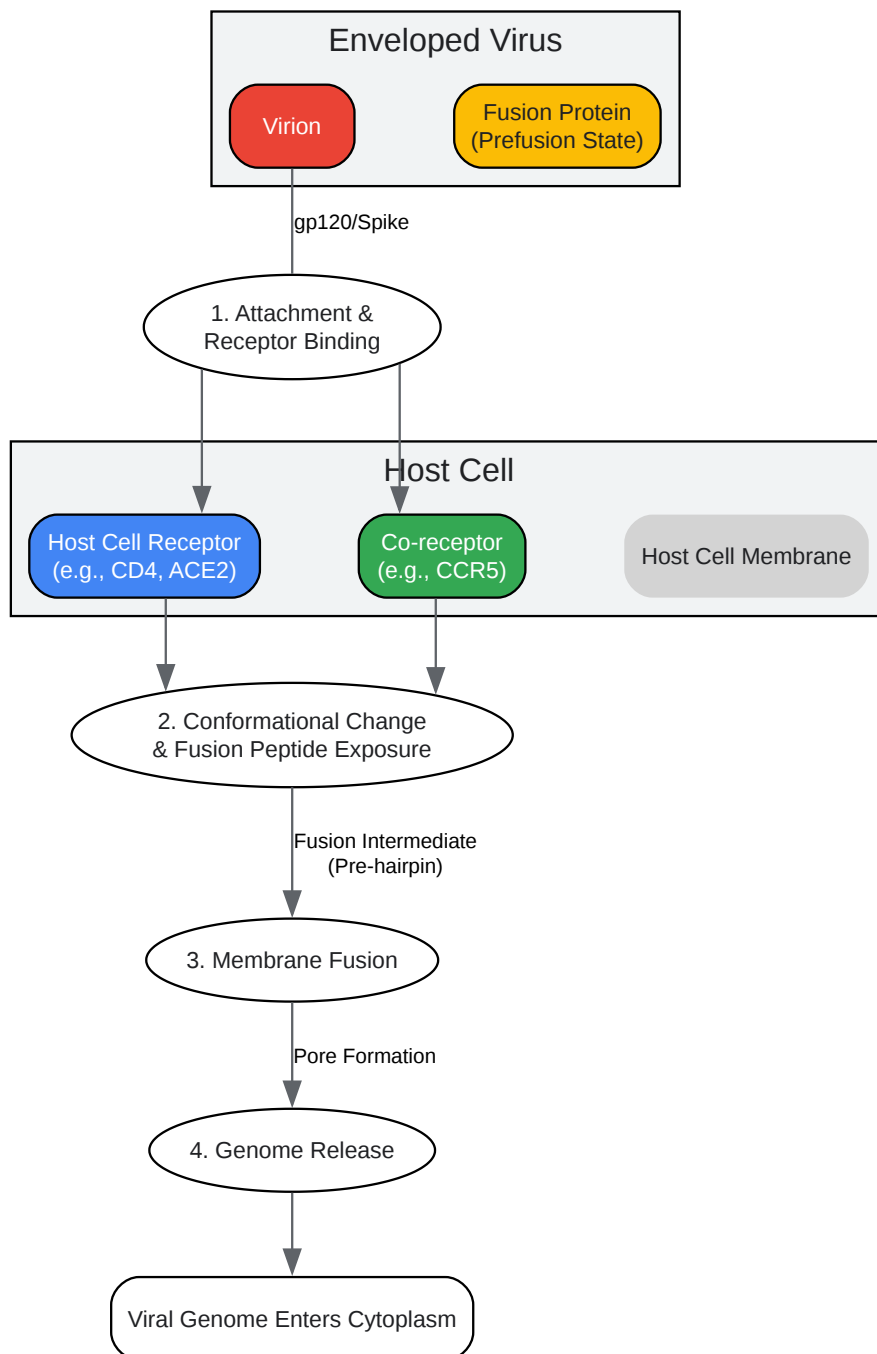 Enveloped Virus
Virion
Fusion Protein
(Prefusion State)
gp120/Spike
1. Attachment &
Receptor Binding
Host Cell
Host Cell Receptor
(e.g., CD4, ACE2)
Co-receptor
(e.g., CCR5)
Host Cell Membrane
2. Conformational Change
& Fusion Peptide Exposure
Fusion Intermediate
(Pre-hairpin)
3. Membrane Fusion
Pore Formation
4. Genome Release
Viral Genome Enters Cytoplasm